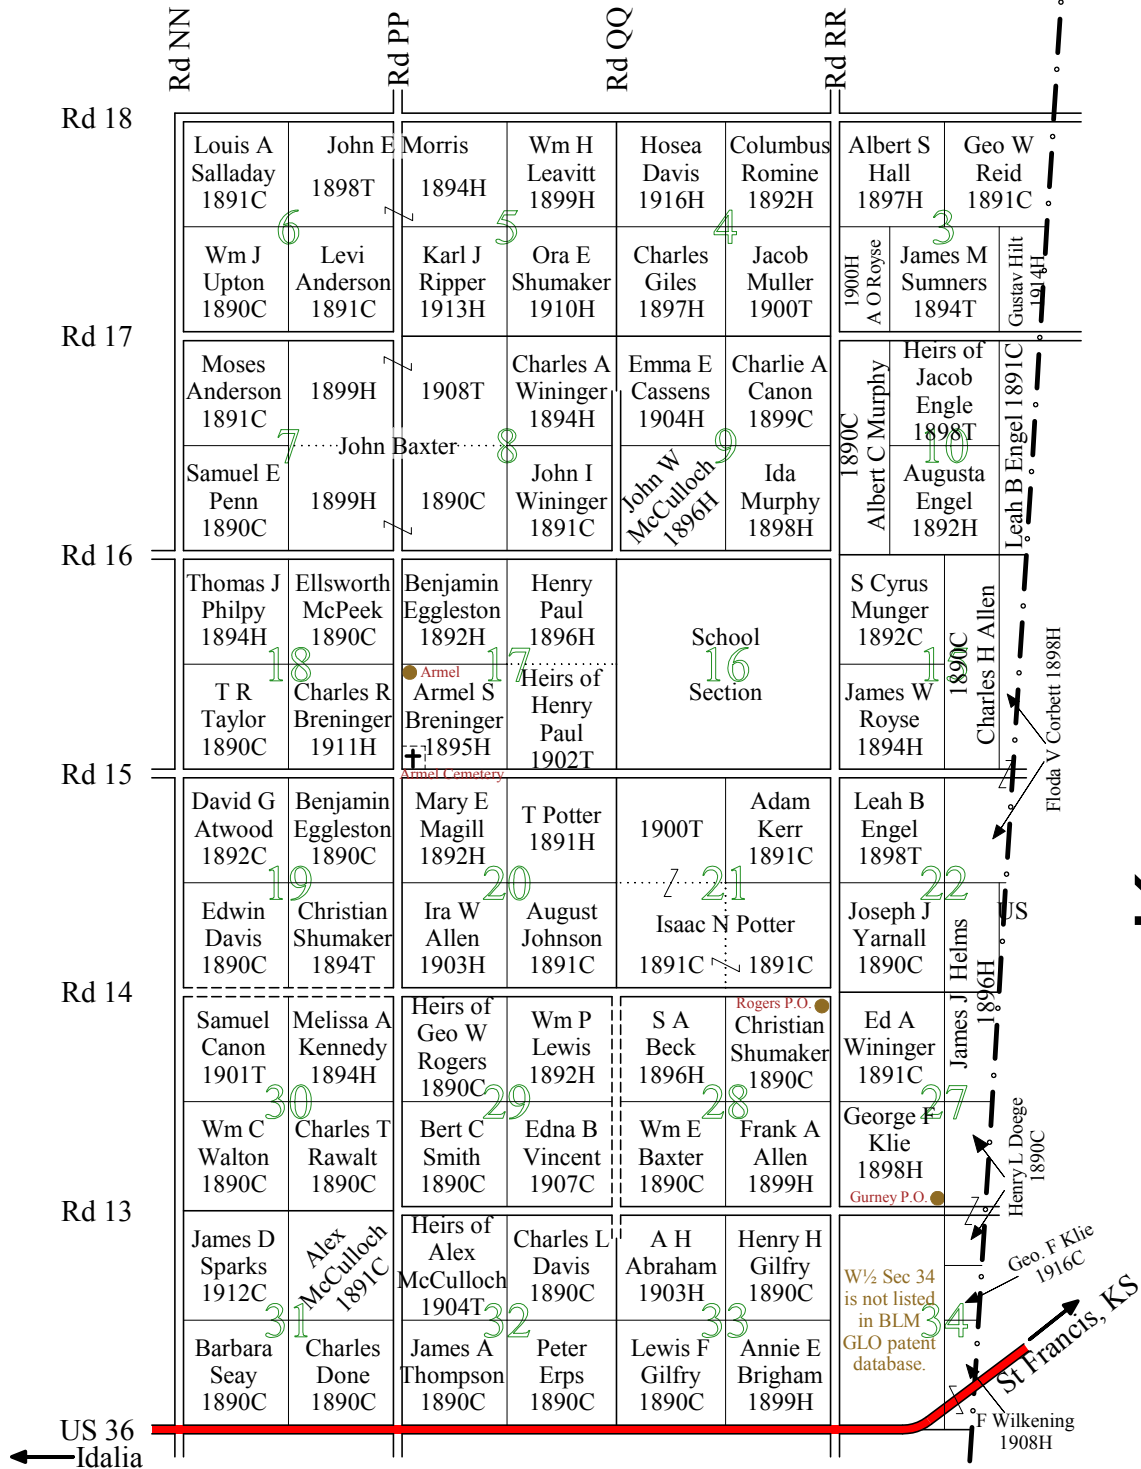 Rd NN
Rd PP
Rd QQ
Rd RR
Rd 18
Louis A
Salladay
1891C
John E Morris
1898T
1894H
Wm H
Leavitt
1899H
Hosea
Davis
1916H
Columbus
Romine
1892H
Albert S
Hall
1897H
Geo W
Reid
1891C
6
5
4
3
Wm J
Upton
1890C
Levi
Anderson
1891C
Karl J
Ripper
1913H
Ora E
Shumaker
1910H
Charles
Giles
1897H
Jacob
Muller
1900T
1900H
A O Royse
James M
Sumners
1894T
Gustav Hilt
1914H
Rd 17
Moses
Anderson
1891C
1899H
1908T
Charles A
Wininger
1894H
Emma E
Cassens
1904H
Charlie A
Canon
1899C
1890C
Albert C Murphy
Heirs of
Jacob
Engle
1898T
Leah B Engel 1891C
7
John Baxter
8
9
10
Samuel E
Penn
1890C
1899H
1890C
John I
Wininger
1891C
John W
McCulloch
1896H
Ida
Murphy
1898H
Augusta
Engel
1892H
Rd 16
Thomas J
Philpy
1894H
Ellsworth
McPeek
1890C
Benjamin
Eggleston
1892H
Henry
Paul
1896H
School
Section
S Cyrus
Munger
1892C
1890C
Charles H Allen
18
17
16
15
Armel
T R
Taylor
1890C
Charles R
Breninger
1911H
Armel S
Breninger
1895H
Heirs of
Henry
Paul
1902T
James W
Royse
1894H
Floda V Corbett 1898H
Armel Cemetery
Rd 15
David G
Atwood
1892C
Benjamin
Eggleston
1890C
Mary E
Magill
1892H
T Potter
1891H
1900T
Adam
Kerr
1891C
Leah B
Engel
1898T
19
20
21
22
Edwin
Davis
1890C
Christian
Shumaker
1894T
Ira W
Allen
1903H
August
Johnson
1891C
Isaac N Potter
1891C
1891C
Joseph J
Yarnall
1890C
US
James J Helms
1896H
Rd 14
Samuel
Canon
1901T
Melissa A
Kennedy
1894H
Heirs of
Geo W
Rogers
1890C
Wm P
Lewis
1892H
S A
Beck
1896H
Rogers P.O.
Christian
Shumaker
1890C
Ed A
Wininger
1891C
30
29
28
27
Wm C
Walton
1890C
Charles T
Rawalt
1890C
Bert C
Smith
1890C
Edna B
Vincent
1907C
Wm E
Baxter
1890C
Frank A
Allen
1899H
George F
Klie
1898H
Gurney P.O.
Henry L Doege
1890C
Rd 13
James D
Sparks
1912C
Alex
McCulloch
1891C
Heirs of
Alex
McCulloch
1904T
Charles L
Davis
1890C
A H
Abraham
1903H
Henry H
Gilfry
1890C
W½ Sec 34
is not listed
in BLM
GLO patent
database.
Geo. F Klie
1916C
31
32
33
34
Barbara
Seay
1890C
Charles
Done
1890C
James A
Thompson
1890C
Peter
Erps
1890C
Lewis F
Gilfry
1890C
Annie E
Brigham
1899H
St Francis, KS
F Wilkening
1908H
US 36
Idalia